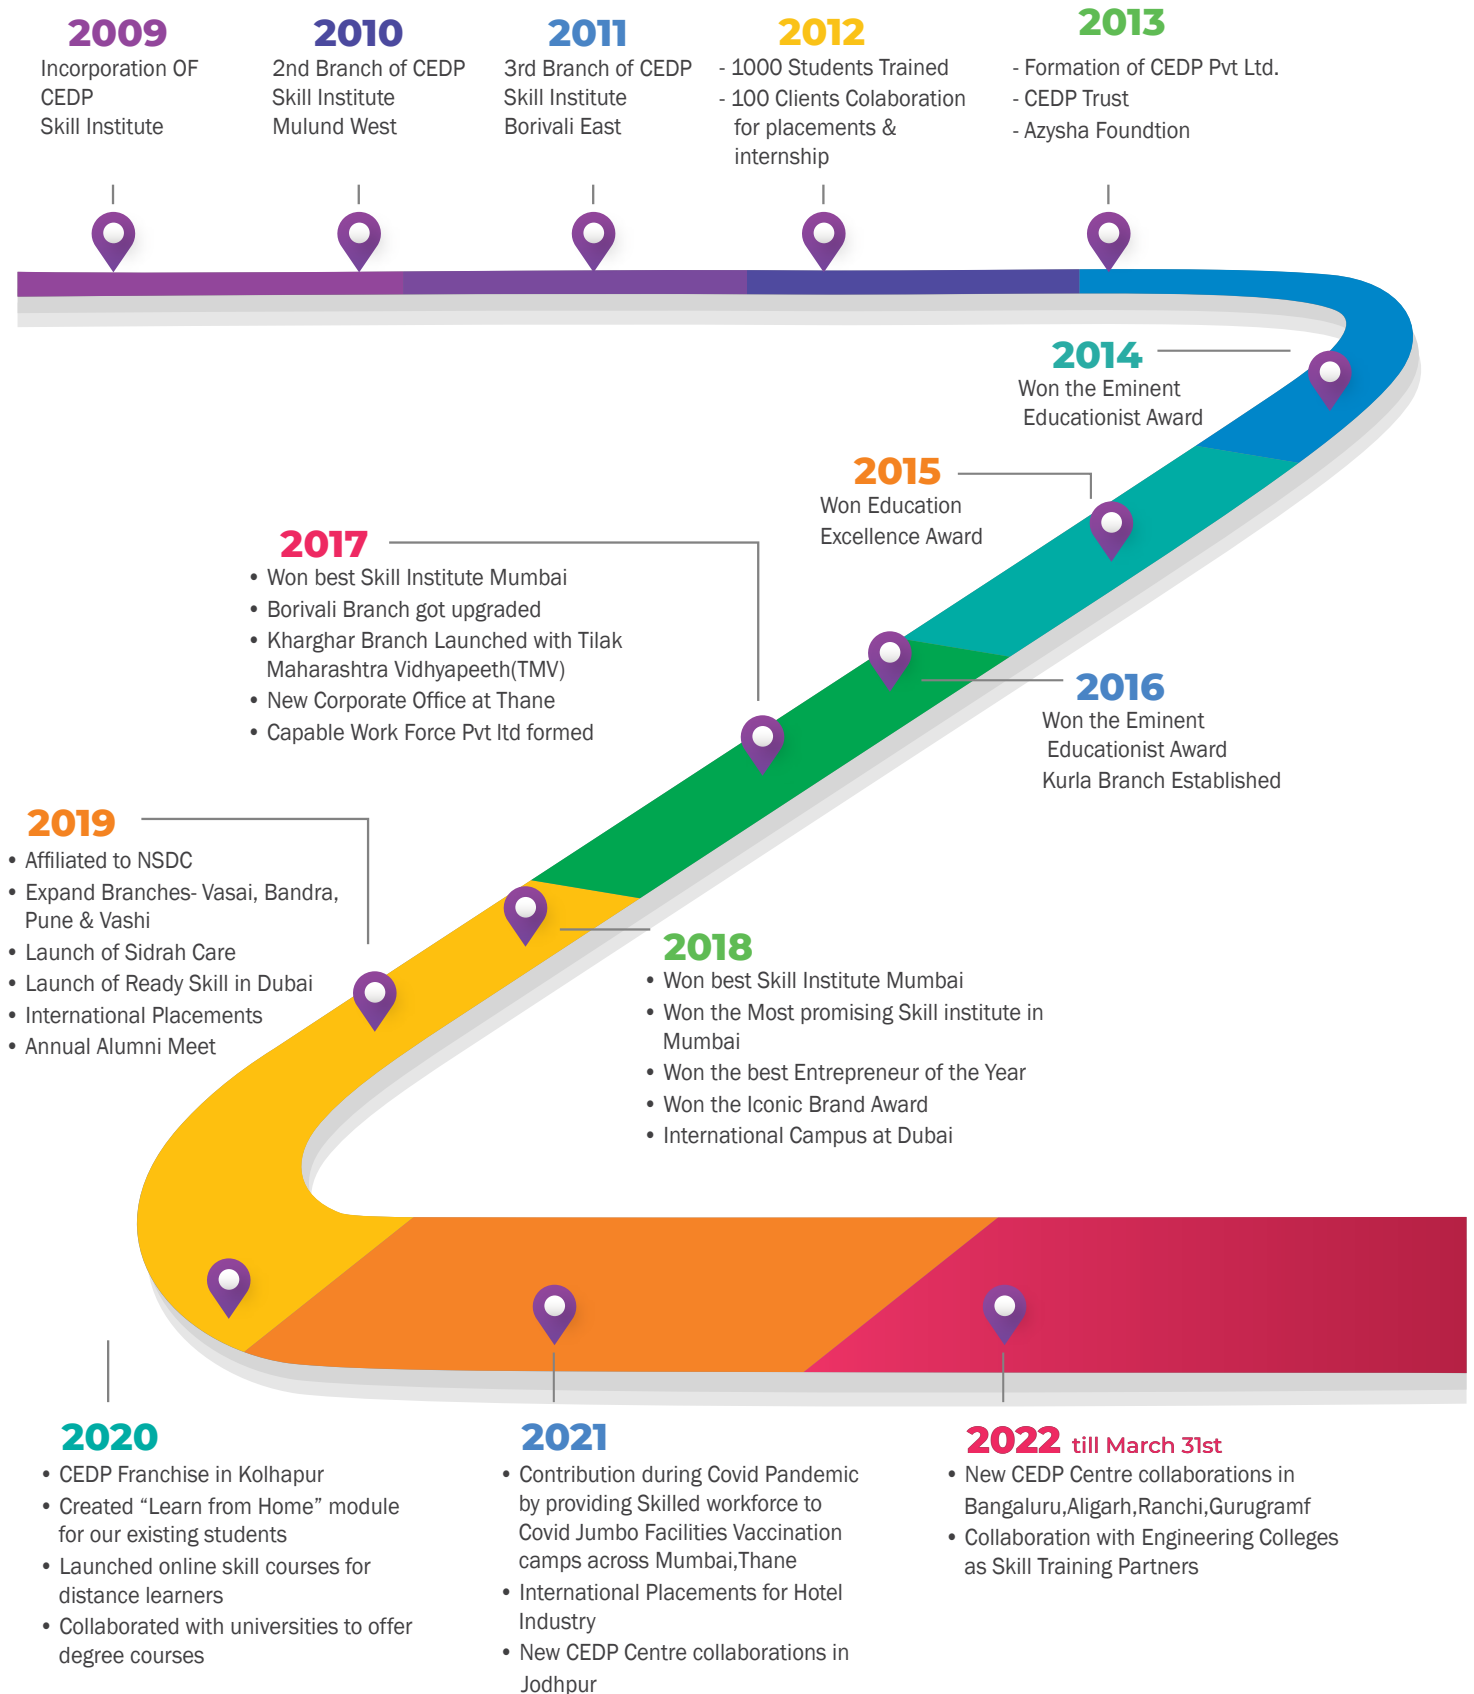 2009
Incorporation OF
CEDP
Skill Institute
2010
2nd Branch of CEDP
Skill Institute
Mulund West
2011
3rd Branch of CEDP
Skill Institute
Borivali East
2012
- 1000 Students Trained
- 100 Clients Colaboration
for placements &
internship
2013
- Formation of CEDP Pvt Ltd.
- CEDP Trust
- Azysha Foundtion
2014
Won the Eminent
Educationist Award
2015
Won Education
Excellence Award
2016
Won the Eminent
Educationist Award
Kurla Branch Established
2017
• Won best Skill Institute Mumbai
• Borivali Branch got upgraded
• Kharghar Branch Launched with Tilak
Maharashtra Vidhyapeeth(TMV)
• New Corporate Office at Thane
• Capable Work Force Pvt ltd formed
2018
• Won best Skill Institute Mumbai
• Won the Most promising Skill institute in
Mumbai
• Won the best Entrepreneur of the Year
• Won the Iconic Brand Award
• International Campus at Dubai
2019
• Affiliated to NSDC
• Expand Branches- Vasai, Bandra,
Pune & Vashi
• Launch of Sidrah Care
• Launch of Ready Skill in Dubai
• International Placements
• Annual Alumni Meet
2020
• CEDP Franchise in Kolhapur
• Created “Learn from Home” module
for our existing students
• Launched online skill courses for
distance learners
• Collaborated with universities to offer
degree courses
2021
• Contribution during Covid Pandemic
by providing Skilled workforce to
Covid Jumbo Facilities Vaccination
camps across Mumbai,Thane
• International Placements for Hotel
Industry
• New CEDP Centre collaborations in
Jodhpur
2022 till March 31st
• New CEDP Centre collaborations in
Bangaluru,Aligarh,Ranchi,Gurugramf
• Collaboration with Engineering Colleges
as Skill Training Partners